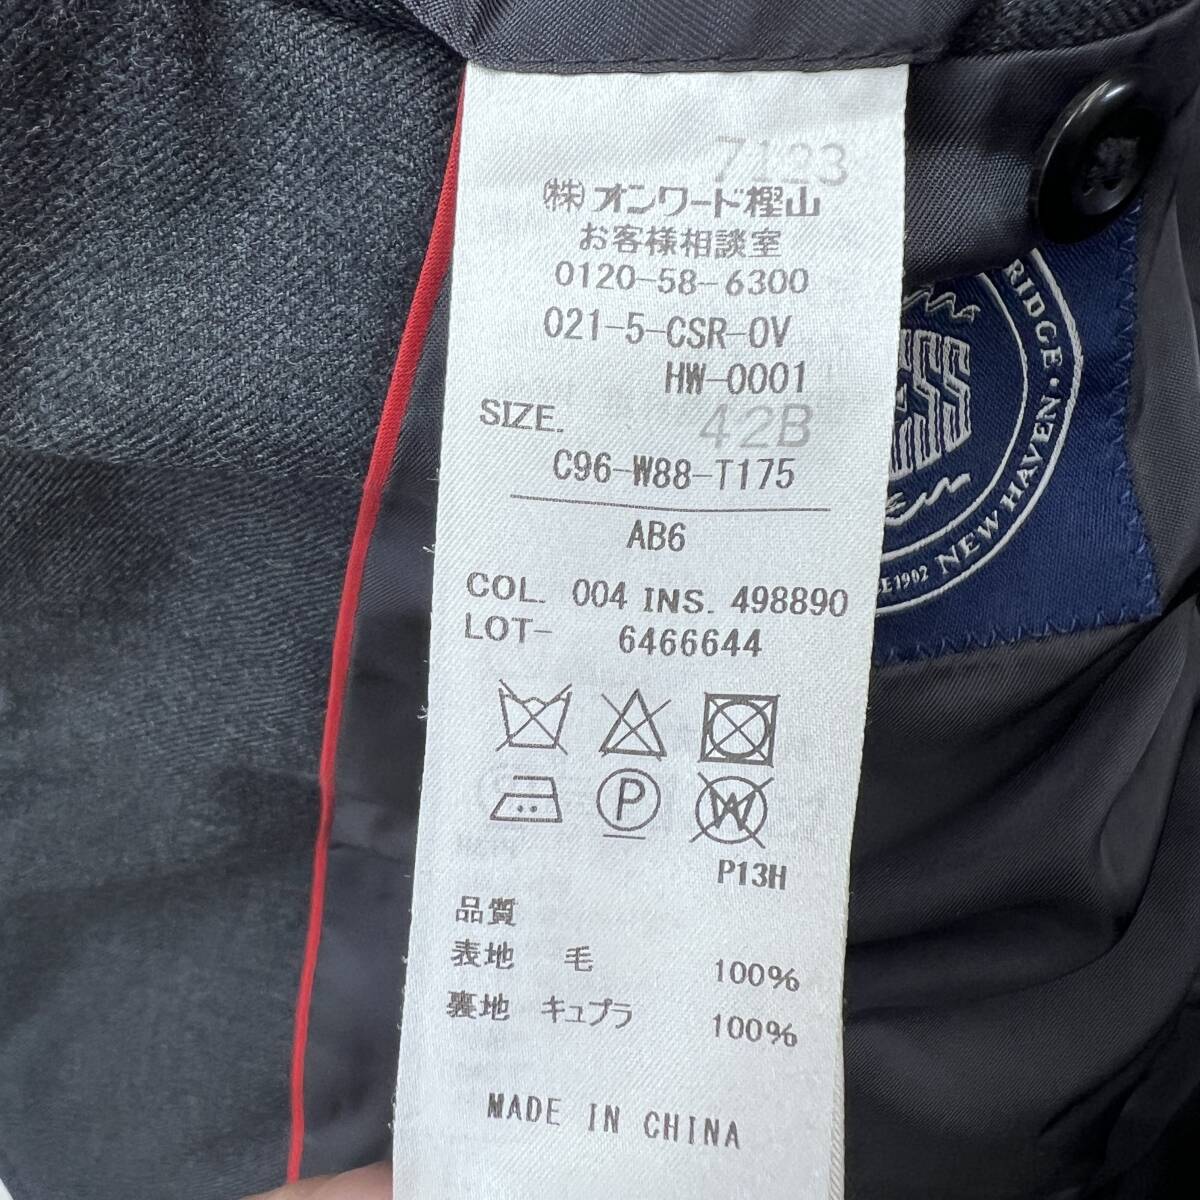 7123
㈱オンワード樫山
お客様相談室
0120-58-6300
021-5-CSR-OV
HW-0001
SIZE. 42B
C96-W88-T175
AB6
COL. 004 INS. 498890
LOT- 6466644
P
W
P13H
品質
表地 毛 100%
裏地 キュプラ 100%
MADE IN CHINA
RIDGE • NEW HAVEN •
E1902